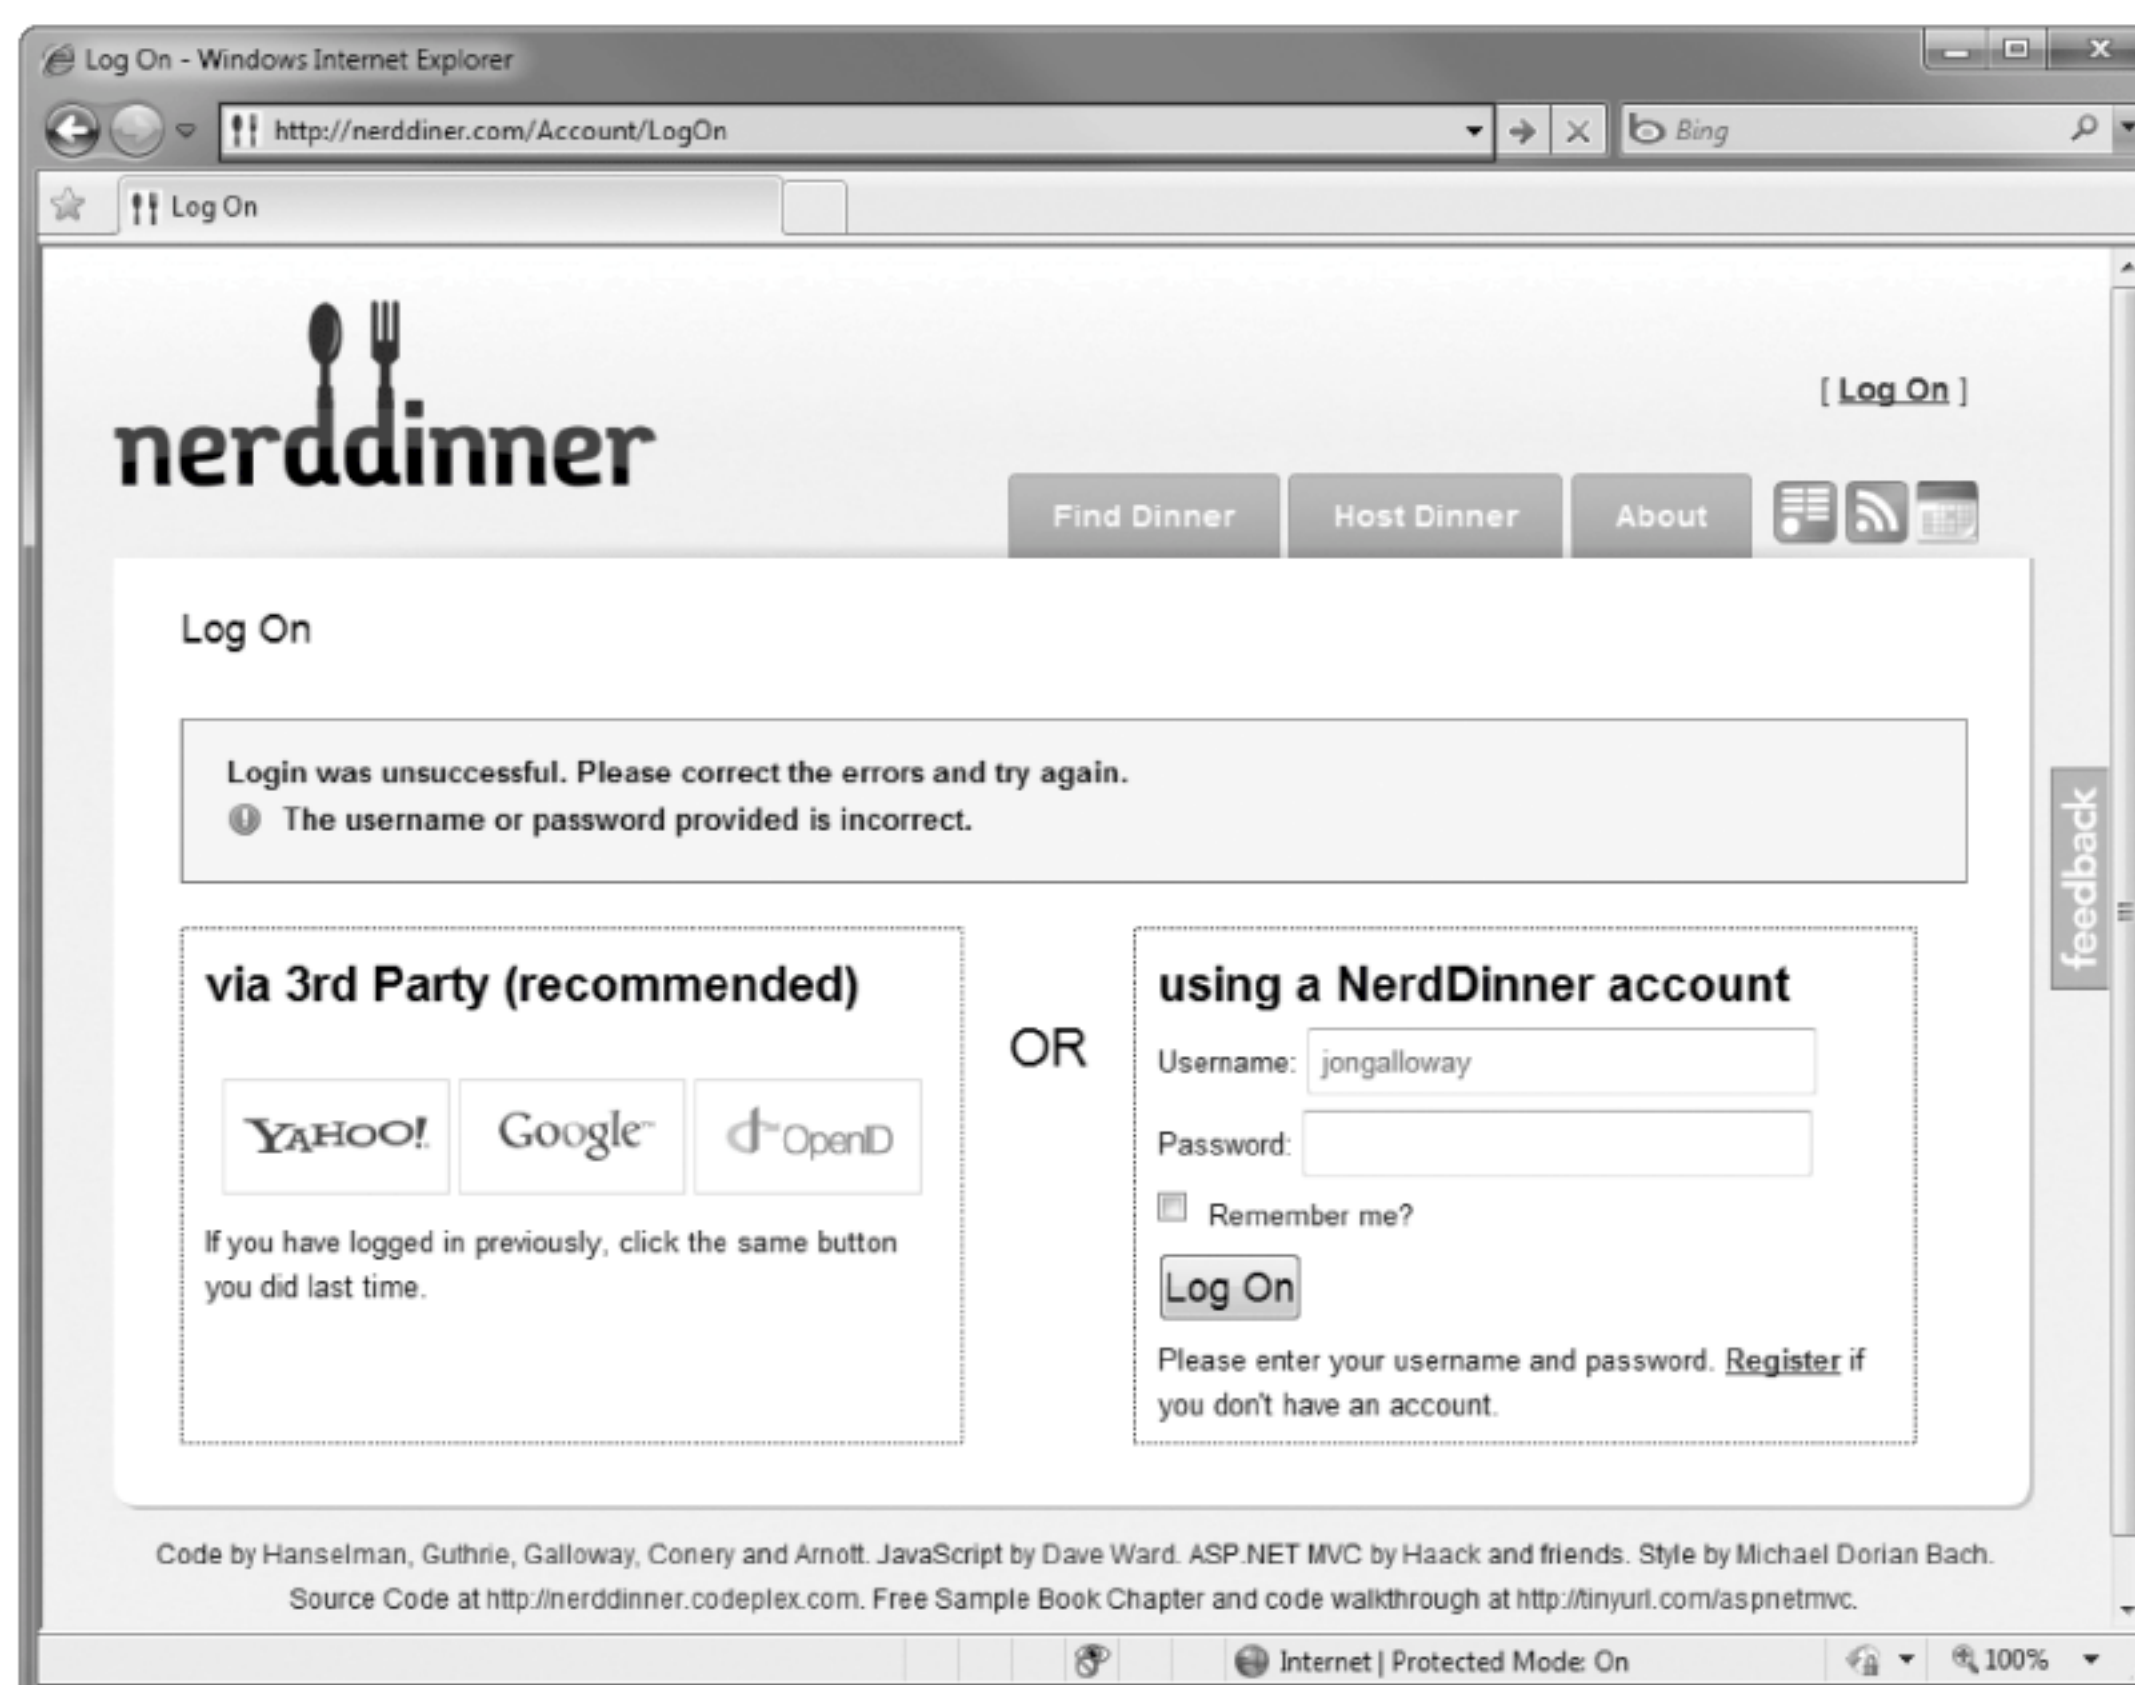 Log On - Windows Internet Explorer
http://nerddiner.com/Account/LogOn
Bing
Log On
nerddinner
[ Log On ]
Find Dinner
Host Dinner
About
Log On
Login was unsuccessful. Please correct the errors and try again.
The username or password provided is incorrect.
feedback
via 3rd Party (recommended)
YAHOO!
Google™
OpenID
If you have logged in previously, click the same button
you did last time.
OR
using a NerdDinner account
Username: jongalloway
Password:
Remember me?
Log On
Please enter your username and password. Register if
you don't have an account.
Code by Hanselman, Guthrie, Galloway, Conery and Arnott. JavaScript by Dave Ward. ASP.NET MVC by Haack and friends. Style by Michael Dorian Bach.
Source Code at http://nerddinner.codeplex.com. Free Sample Book Chapter and code walkthrough at http://tinyurl.com/aspnetmvc.
Internet | Protected Mode: On
100%